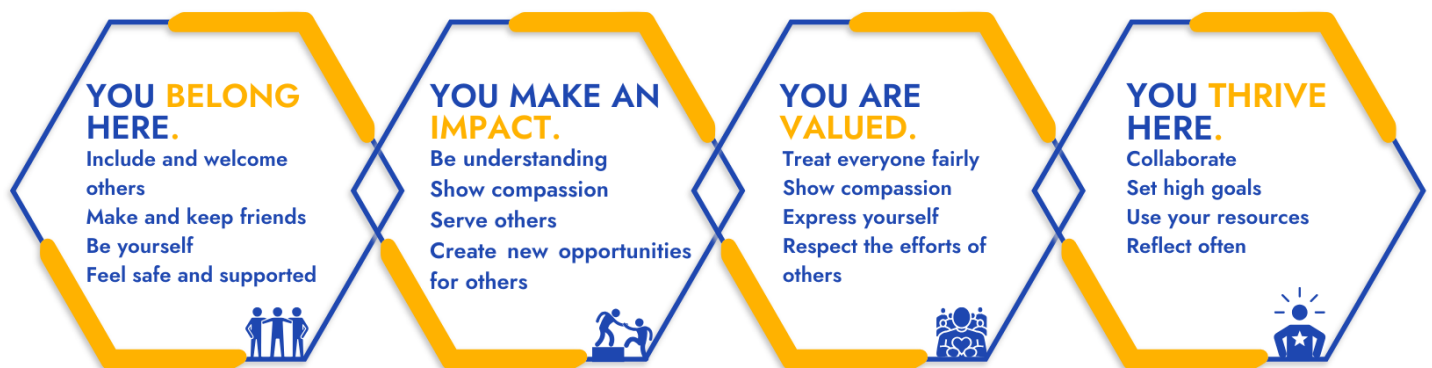 YOU BELONG
HERE.
Include and welcome
others
Make and keep friends
Be yourself
Feel safe and supported
YOU MAKE AN
IMPACT.
Be understanding
Show compassion
Serve others
Create new opportunities
for others
YOU ARE
VALUED.
Treat everyone fairly
Show compassion
Express yourself
Respect the efforts of
others
YOU THRIVE
HERE.
Collaborate
Set high goals
Use your resources
Reflect often